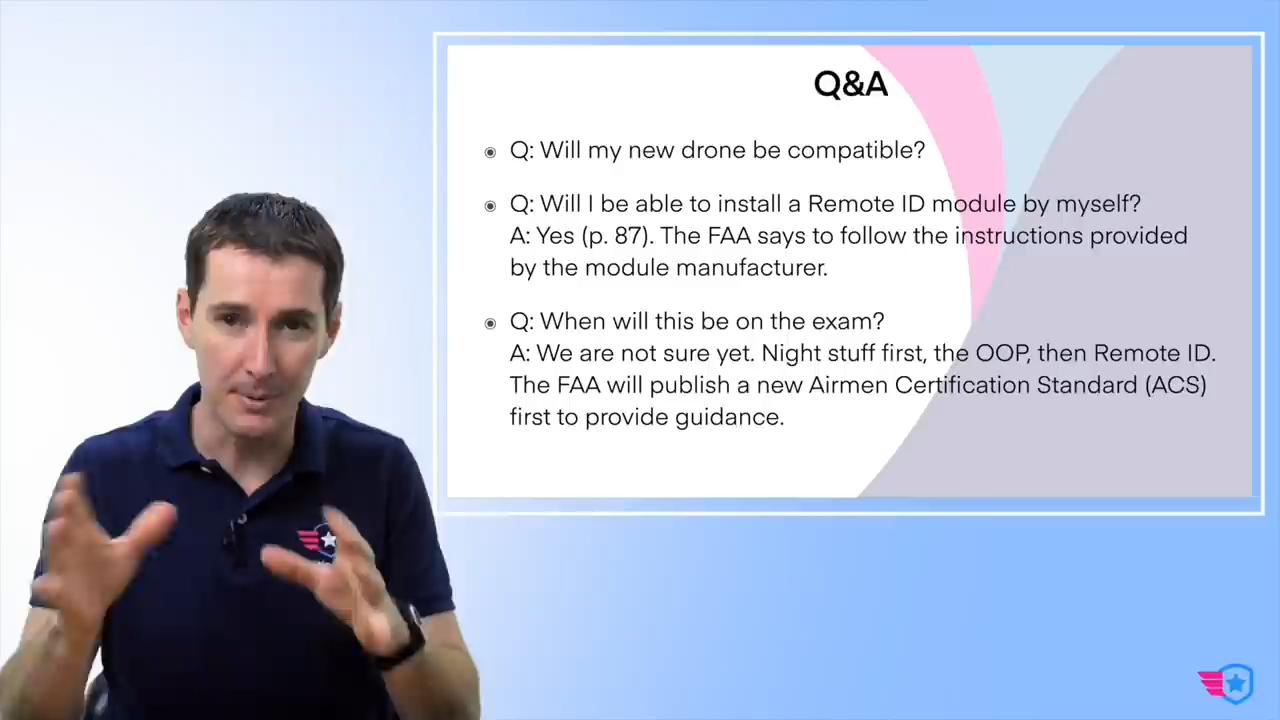 Q&A
Q: Will my new drone be compatible?
Q: Will I be able to install a Remote ID module by myself?
A: Yes (p. 87). The FAA says to follow the instructions provided
by the module manufacturer.
Q: When will this be on the exam?
A: We are not sure yet. Night stuff first, the OOP, then Remote ID.
The FAA will publish a new Airmen Certification Standard (ACS)
first to provide guidance.